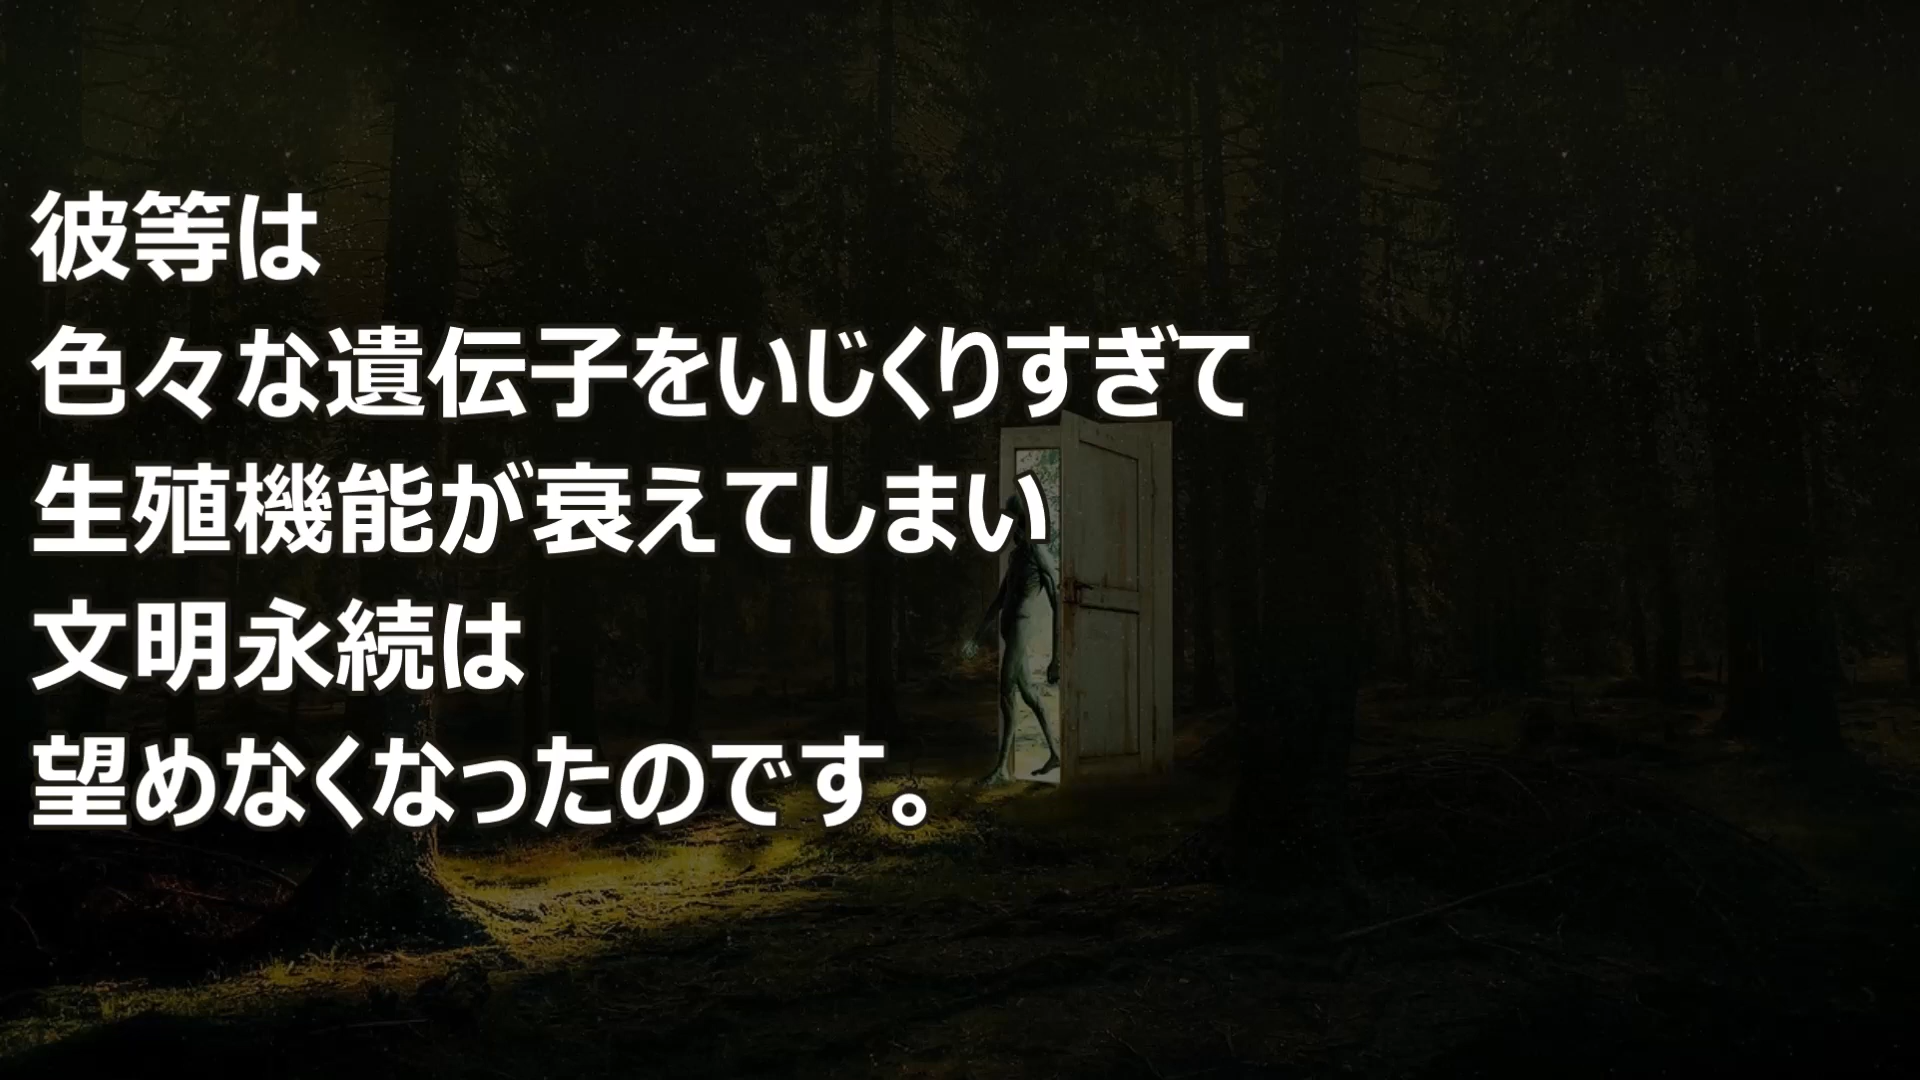 彼等は
色々な遺伝子をいじくりすぎて
生殖機能が衰えてしまい
文明永続は
望めなくなったのです。